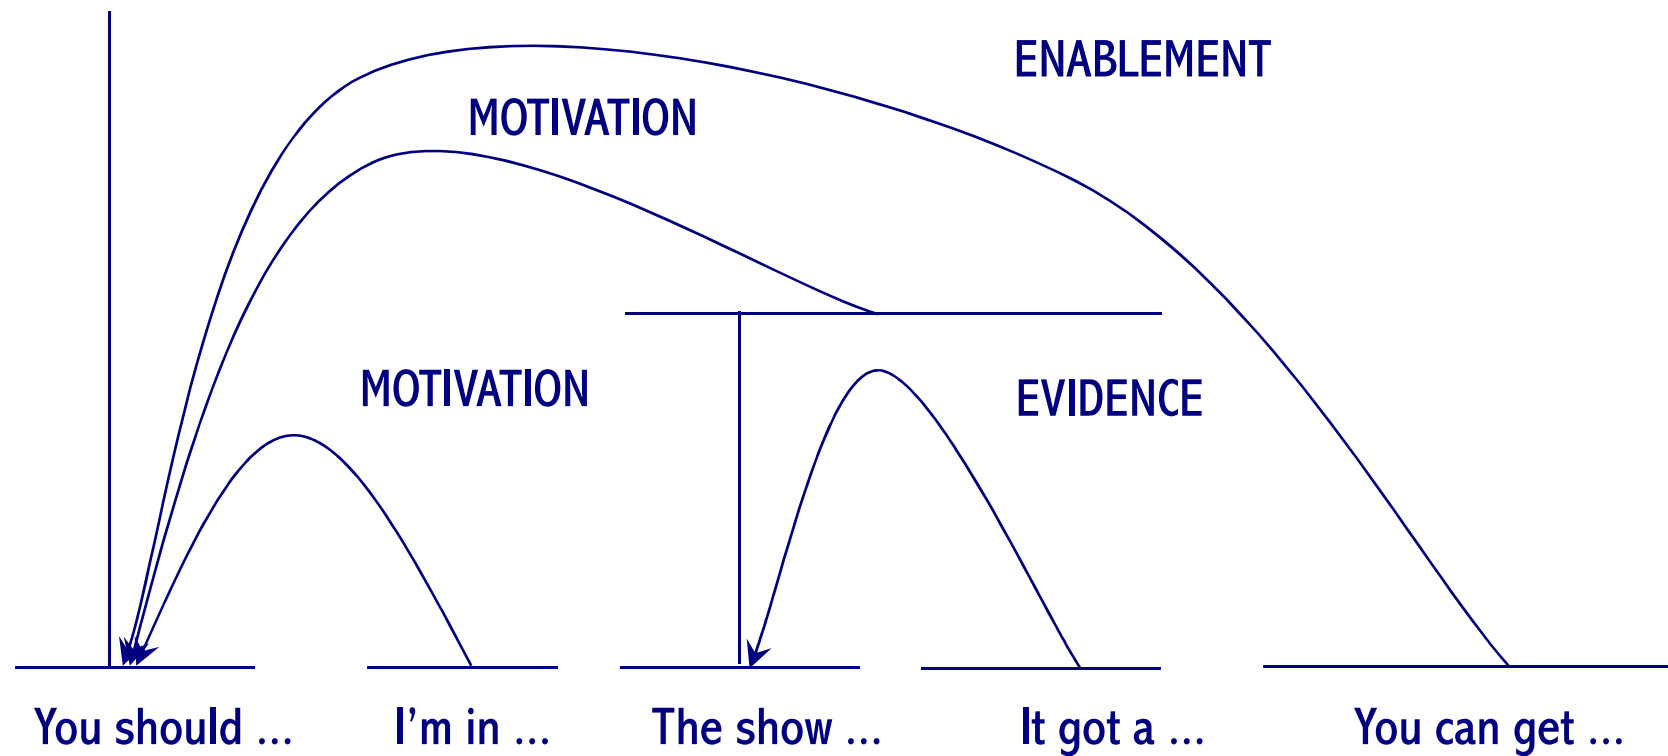 ENABLEMENT
MOTIVATION
MOTIVATION
EVIDENCE
You should ...
I’m in ...
The show ...
It got a ...
You can get ...